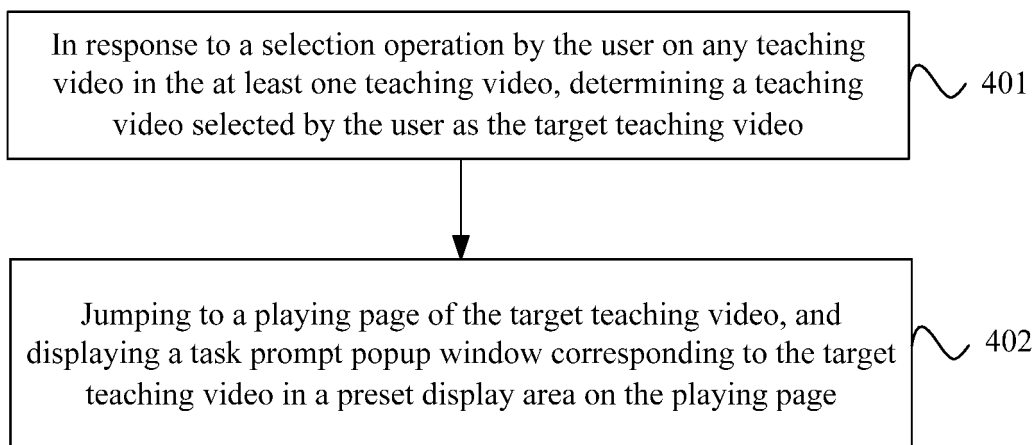 In response to a selection operation by the user on any teaching
video in the at least one teaching video, determining a teaching
video selected by the user as the target teaching video
401
Jumping to a playing page of the target teaching video, and
displaying a task prompt popup window corresponding to the target
teaching video in a preset display area on the playing page
402